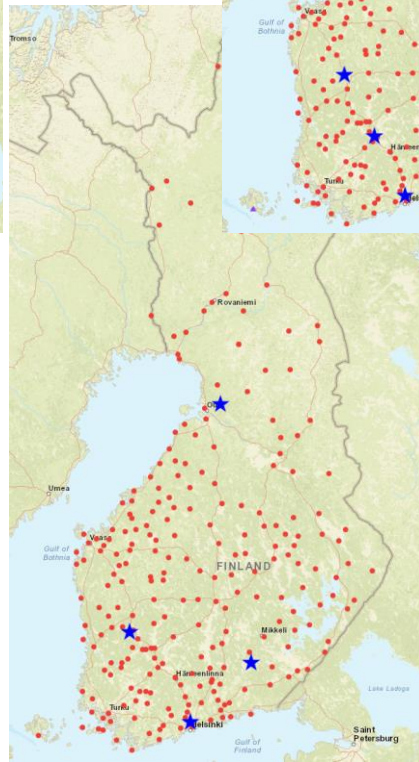 Tromso
Vaasa
Gulf of
Bothnia
Hämeen
Turku
Hel
Rovaniemi
Umea
Vaasa
Gulf of
Bothnia
FINLAND
Mikkeli
Hämeenlinna
Lake Ladoga
Turku
Helsinki
Gulf of
Finland
Saint
Petersburg